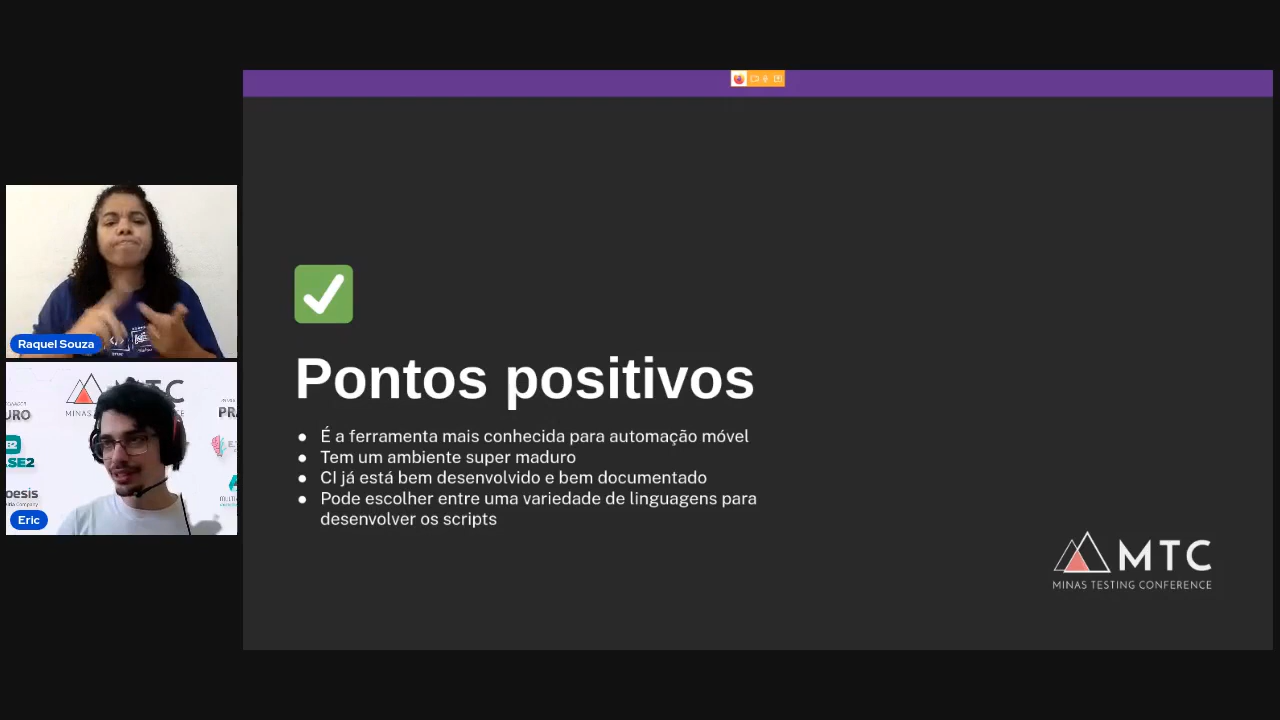 Pontos positivos
● É a ferramenta mais conhecida para automação móvel
● Tem um ambiente super maduro
● CI já está bem desenvolvido e bem documentado
● Pode escolher entre uma variedade de linguagens para
desenvolver os scripts
MTC
MINAS TESTING CONFERENCE
Raquel Souza
MTC
MINAS
Eric